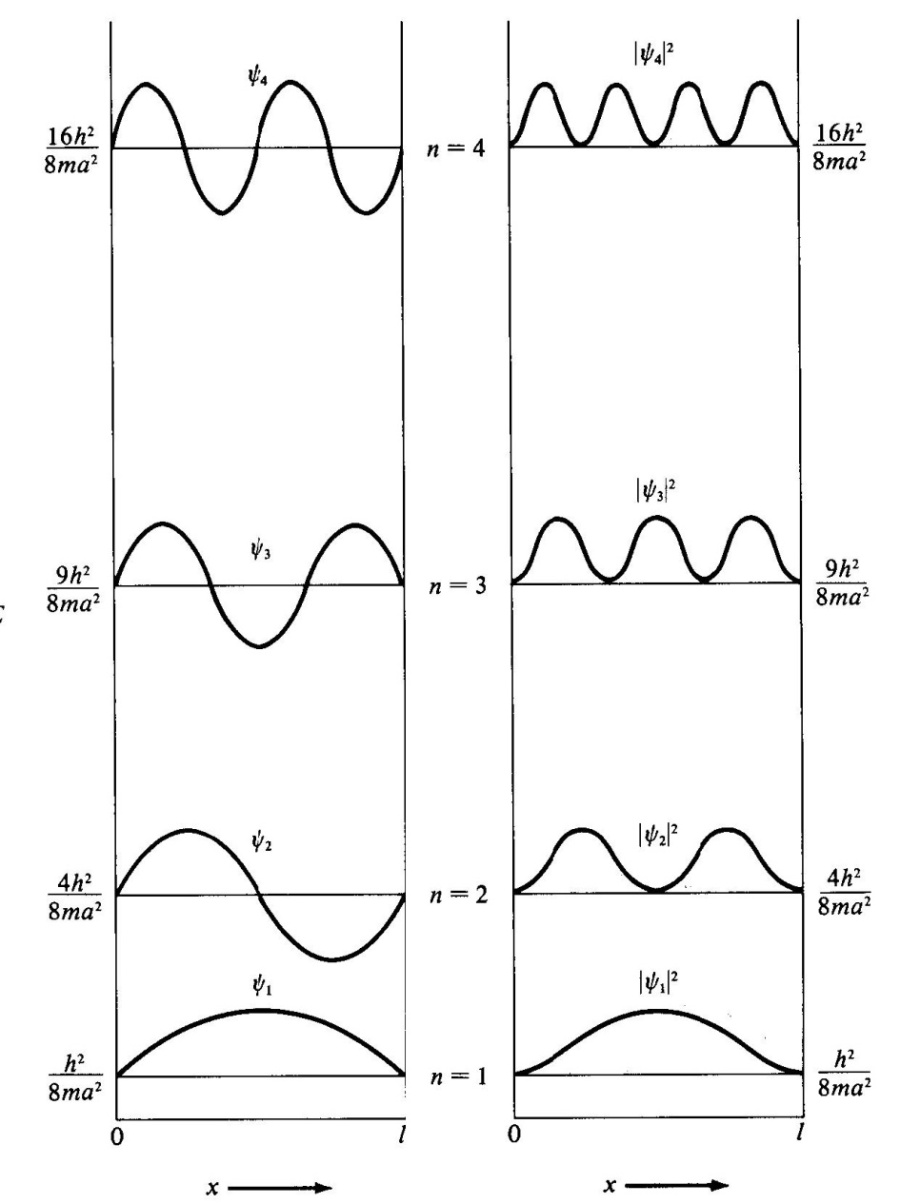 ψ₄ |ψ₄|²
16h²/8ma² n = 4 16h²/8ma²
ψ₃ |ψ₃|²
9h²/8ma² n = 3 9h²/8ma²
ψ₂ |ψ₂|²
4h²/8ma² n = 2 4h²/8ma²
ψ₁ |ψ₁|²
h²/8ma² n = 1 h²/8ma²
0 l 0 l
x x